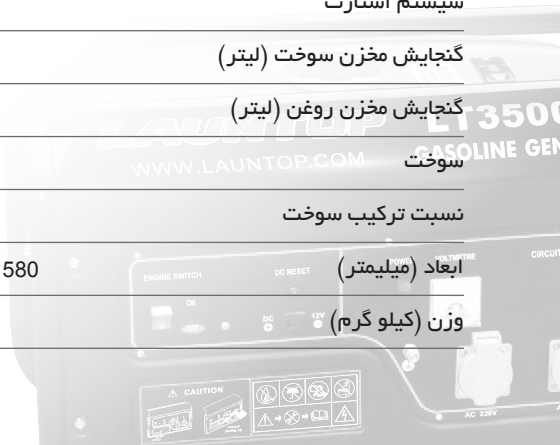 سیستم استارت
گنجایش مخزن سوخت (لیتر)
گنجایش مخزن روغن (لیتر)
LAUNTOP LT3500
WWW.LAUNTOP.COM GASOLINE GEN
سوخت
نسبت ترکیب سوخت
ابعاد (میلیمتر) 580
ENGINE SWITCH DC RESET POWER VOLTMETRE CIRCUIT
ON
DC 12V
وزن (کیلو گرم)
CAUTION
AC 220V